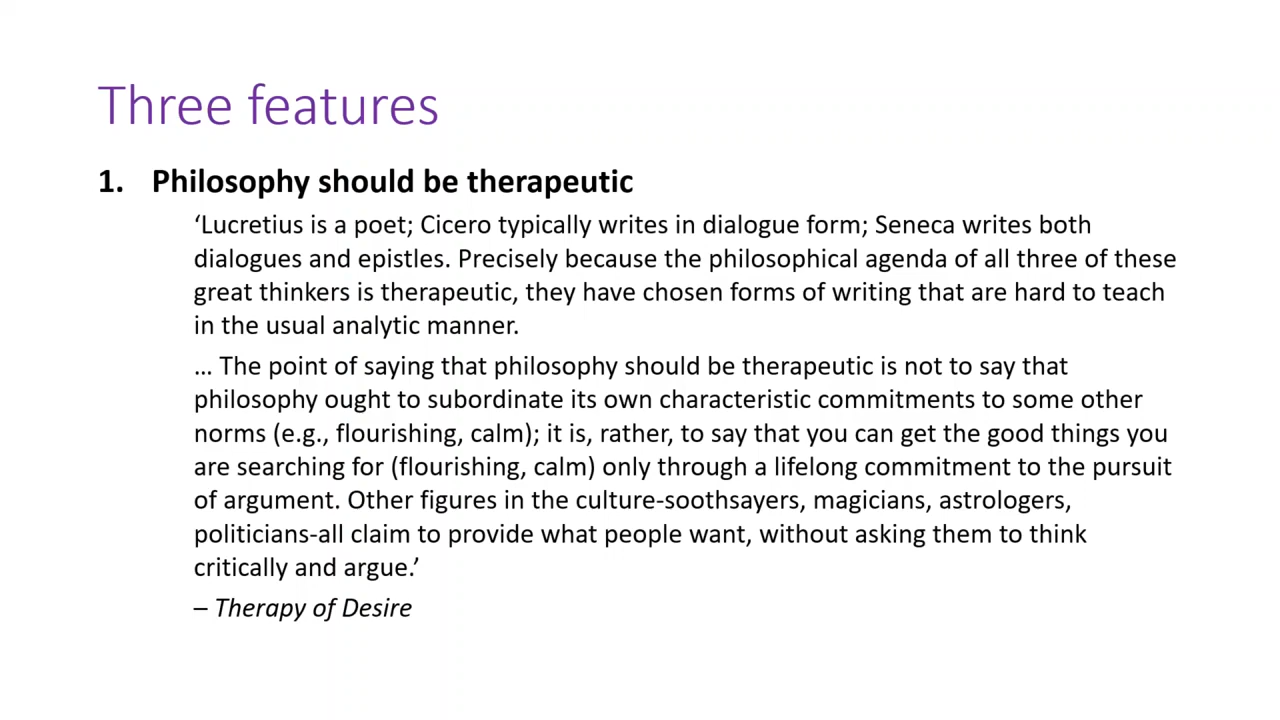 Three features
1. Philosophy should be therapeutic
‘Lucretius is a poet; Cicero typically writes in dialogue form; Seneca writes both
dialogues and epistles. Precisely because the philosophical agenda of all three of these
great thinkers is therapeutic, they have chosen forms of writing that are hard to teach
in the usual analytic manner.
… The point of saying that philosophy should be therapeutic is not to say that
philosophy ought to subordinate its own characteristic commitments to some other
norms (e.g., flourishing, calm); it is, rather, to say that you can get the good things you
are searching for (flourishing, calm) only through a lifelong commitment to the pursuit
of argument. Other figures in the culture-soothsayers, magicians, astrologers,
politicians-all claim to provide what people want, without asking them to think
critically and argue.’
– Therapy of Desire